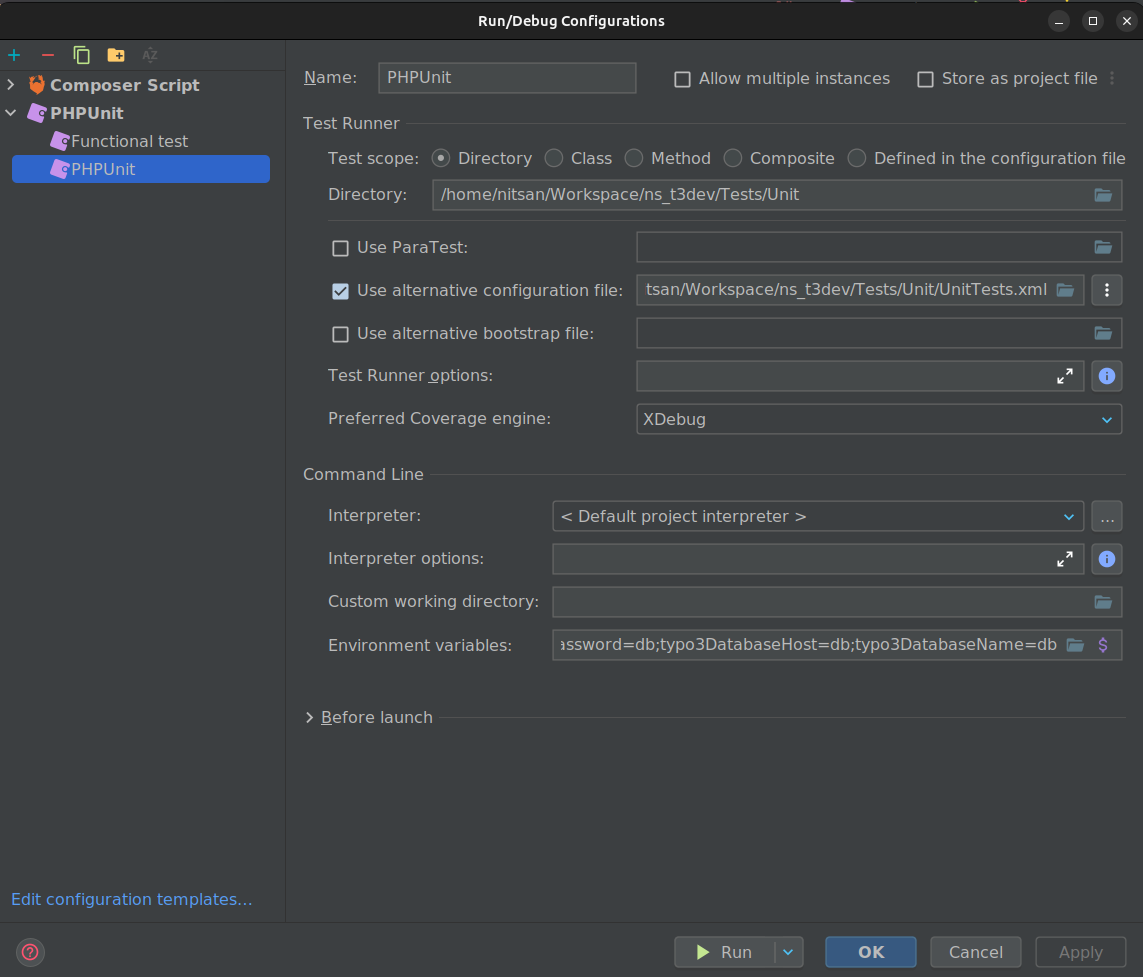 Run/Debug Configurations
Composer Script
PHPUnit
Functional test
PHPUnit
Edit configuration templates...
Name: PHPUnit Allow multiple instances Store as project file
Test Runner
Test scope: Directory Class Method Composite Defined in the configuration file
Directory: /home/nitsan/Workspace/ns_t3dev/Tests/Unit
Use ParaTest:
Use alternative configuration file: tsan/Workspace/ns_t3dev/Tests/Unit/UnitTests.xml
Use alternative bootstrap file:
Test Runner options:
Preferred Coverage engine: XDebug
Command Line
Interpreter: < Default project interpreter > ...
Interpreter options:
Custom working directory:
Environment variables: assword=db;typo3DatabaseHost=db;typo3DatabaseName=db $
Before launch
? Run OK Cancel Apply